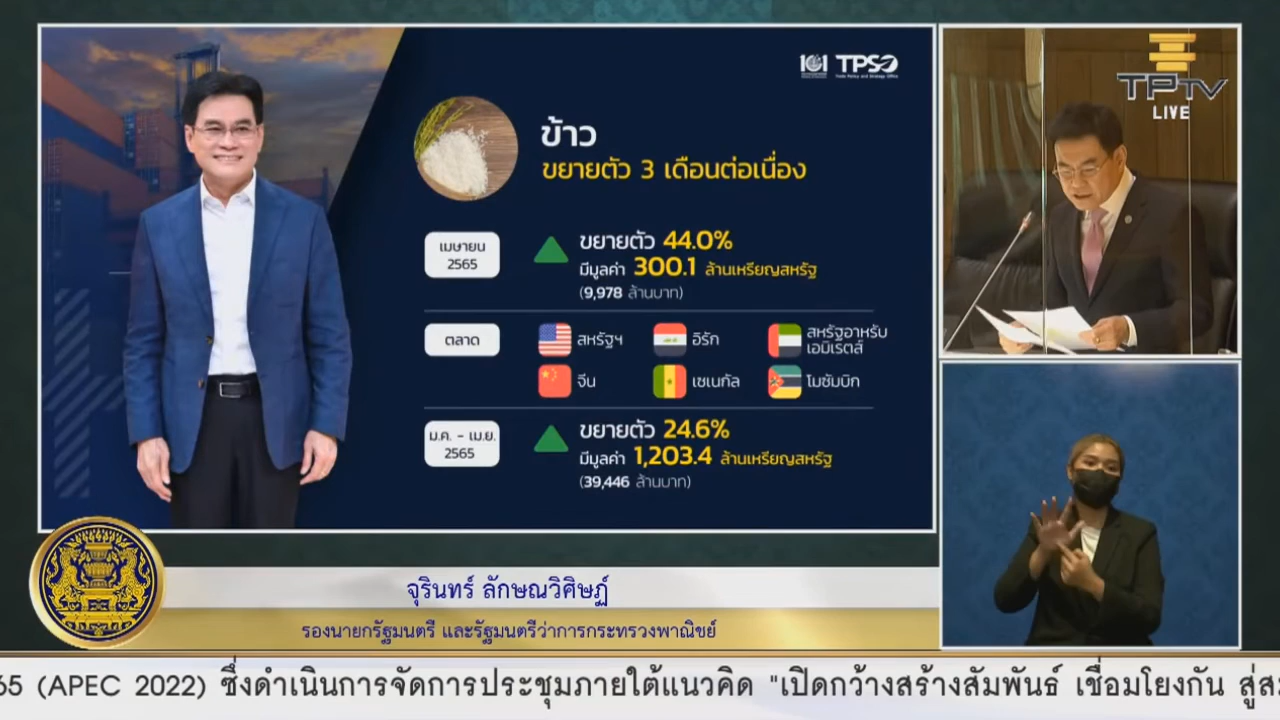 TPSO
Trade Policy and Strategy Office
ข้าว
ขยายตัว 3 เดือนต่อเนื่อง
เมษายน
2565
ขยายตัว 44.0%
มีมูลค่า 300.1 ล้านเหรียญสหรัฐ
(9,978 ล้านบาท)
ตลาด
สหรัฐฯ
อิรัก
สหรัฐอาหรับ
เอมิเรตส์
จีน
เซเนกัล
โมซัมบิก
ม.ค. - เม.ย.
2565
ขยายตัว 24.6%
มีมูลค่า 1,203.4 ล้านเหรียญสหรัฐ
(39,446 ล้านบาท)
TPTV
LIVE
จุรินทร์ ลักษณวิศิษฏ์
รองนายกรัฐมนตรี และรัฐมนตรีว่าการกระทรวงพาณิชย์
65 (APEC 2022) ซึ่งดำเนินการจัดการประชุมภายใต้แนวคิด "เปิดกว้างสร้างสัมพันธ์ เชื่อมโยงกัน สู่